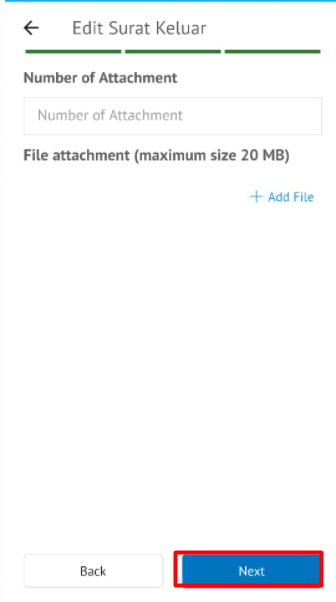 Edit Surat Keluar
Number of Attachment
Number of Attachment
File attachment (maximum size 20 MB)
+ Add File
Back
Next